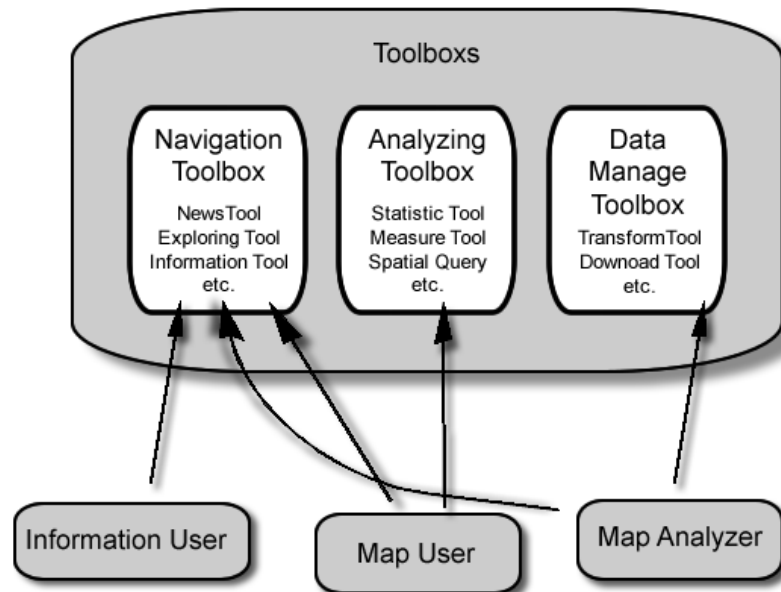 Toolboxs
Navigation
Toolbox
NewsTool
Exploring Tool
Information Tool
etc.
Analyzing
Toolbox
Statistic Tool
Measure Tool
Spatial Query
etc.
Data
Manage
Toolbox
TransformTool
Downoad Tool
etc.
Information User
Map User
Map Analyzer